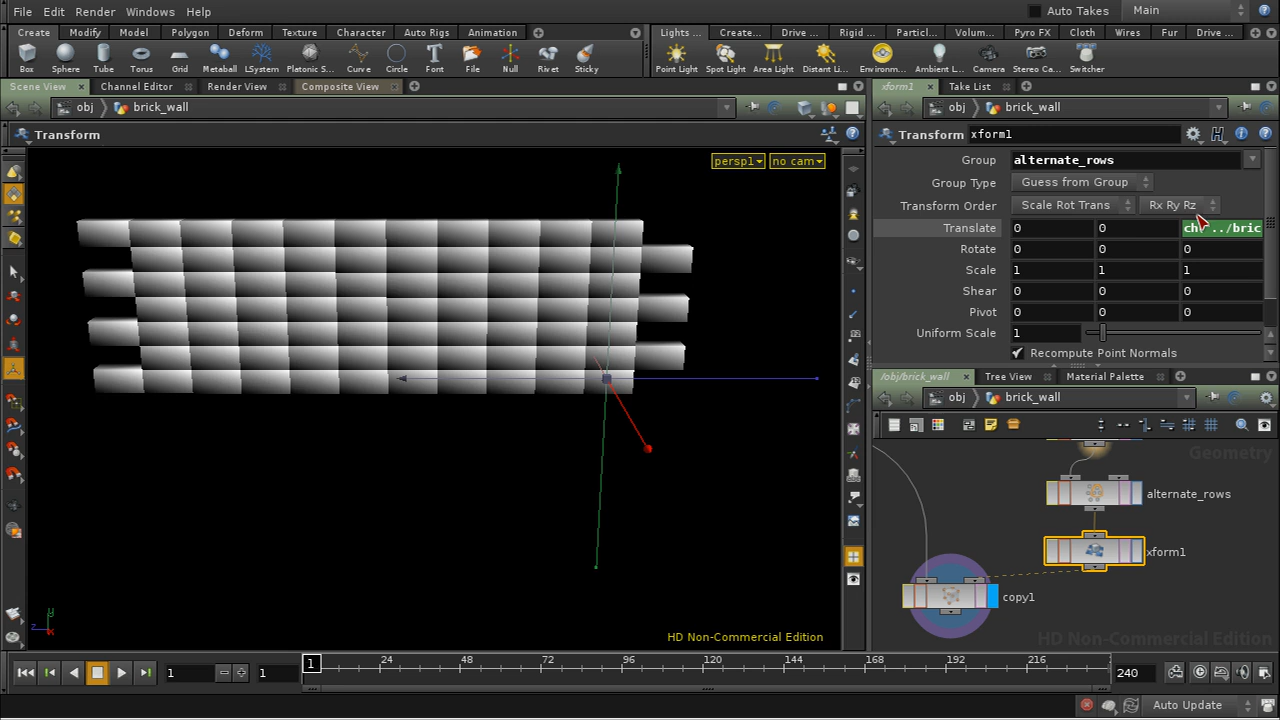 File Edit Render Windows Help Auto Takes Main
Create Modify Model Polygon Deform Texture Character Auto Rigs Animation
Lights ... Create... Drive ... Rigid ... Particl... Volum... Pyro FX Cloth Wires Fur Drive ...
Box Sphere Tube Torus Grid Metaball LSystem Platonic S... Curve Circle Font File Null Rivet Sticky
Point Light Spot Light Area Light Distant Li... Environm... Ambient L... Camera Stereo Ca... Switcher
Scene View Channel Editor Render View Composite View
xform1 Take List
obj brick_wall
obj brick_wall
Transform
Transform xform1
persp1 no cam
Group alternate_rows
Group Type Guess from Group
Transform Order Scale Rot Trans Rx Ry Rz
Translate 0 0
Rotate 0 0 0
Scale 1 1 1
Shear 0 0 0
Pivot 0 0 0
Uniform Scale 1
Recompute Point Normals
/obj/brick_wall Tree View Material Palette
obj brick_wall
Geometry
alternate_rows
xform1
copy1
HD Non-Commercial Edition
HD Non-Commercial Edition
y
z x
1 1 1 24 48 72 96 120 144 168 192 216 240
Auto Update